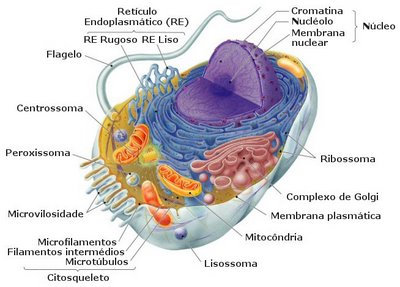 Retículo
Endoplasmático (RE)
RE Rugoso RE Liso
Flagelo
Centrossoma
Peroxissoma
Microvilosidade
Microfilamentos
Filamentos intermédios
Microtúbulos
Citosqueleto
Cromatina
Nucléolo
Membrana
nuclear
Núcleo
Ribossoma
Complexo de Golgi
Membrana plasmática
Mitocôndria
Lisossoma